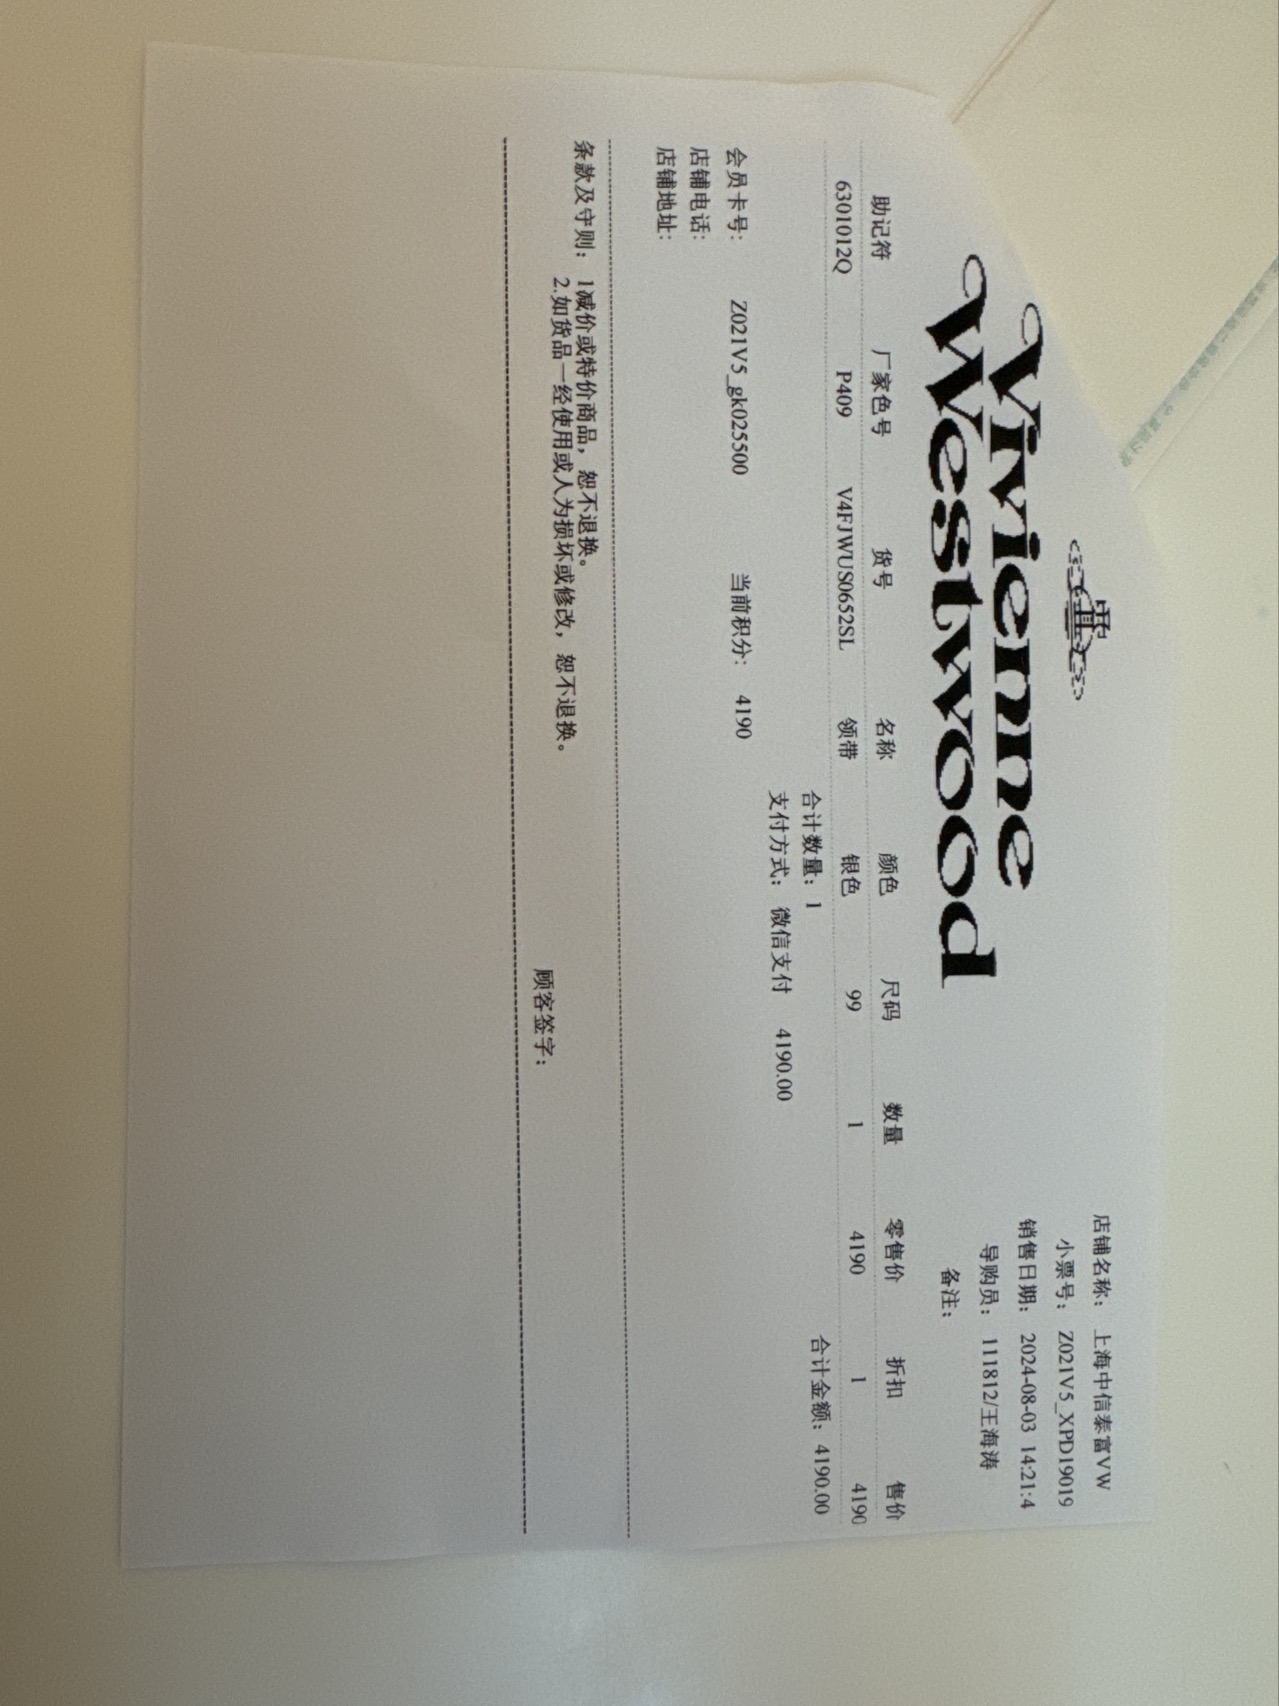 Vivienne
Westwood
店铺名称： 上海中信泰富VW
小票号： Z021V5_XPD19019
销售日期： 2024-08-03 14:21:4
导购员： 111812/王海涛
备注：
助记符 厂家色号 货号 名称 颜色 尺码 数量 零售价 折扣 售价
6301012Q P409 V4FJWUS0652SL 领带 银色 99 1 4190 1 4190
合计数量：1 合计金额：4190.00
支付方式： 微信支付 4190.00
会员卡号： Z021V5_gk025500 当前积分： 4190
店铺电话：
店铺地址：
条款及守则： 1减价或特价商品，恕不退换。
2.如货品一经使用或人为损坏或修改，恕不退换。
顾客签字：